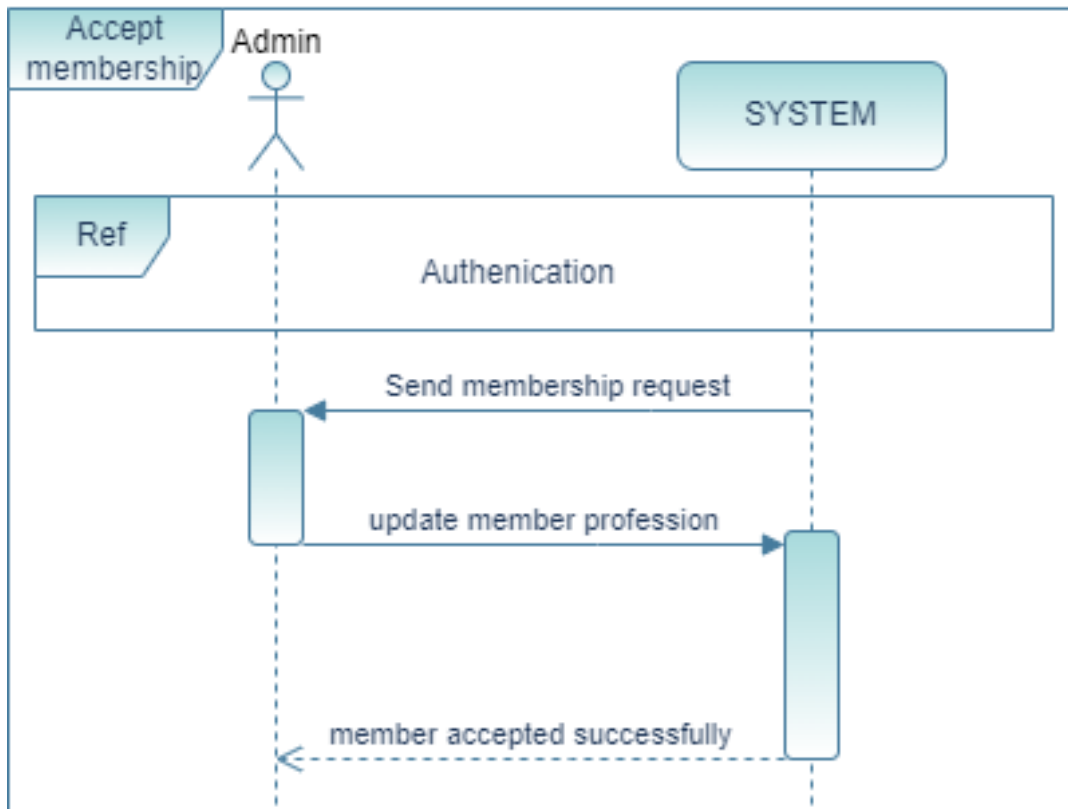 Accept
membership
Admin
SYSTEM
Ref
Authenication
Send membership request
update member profession
member accepted successfully